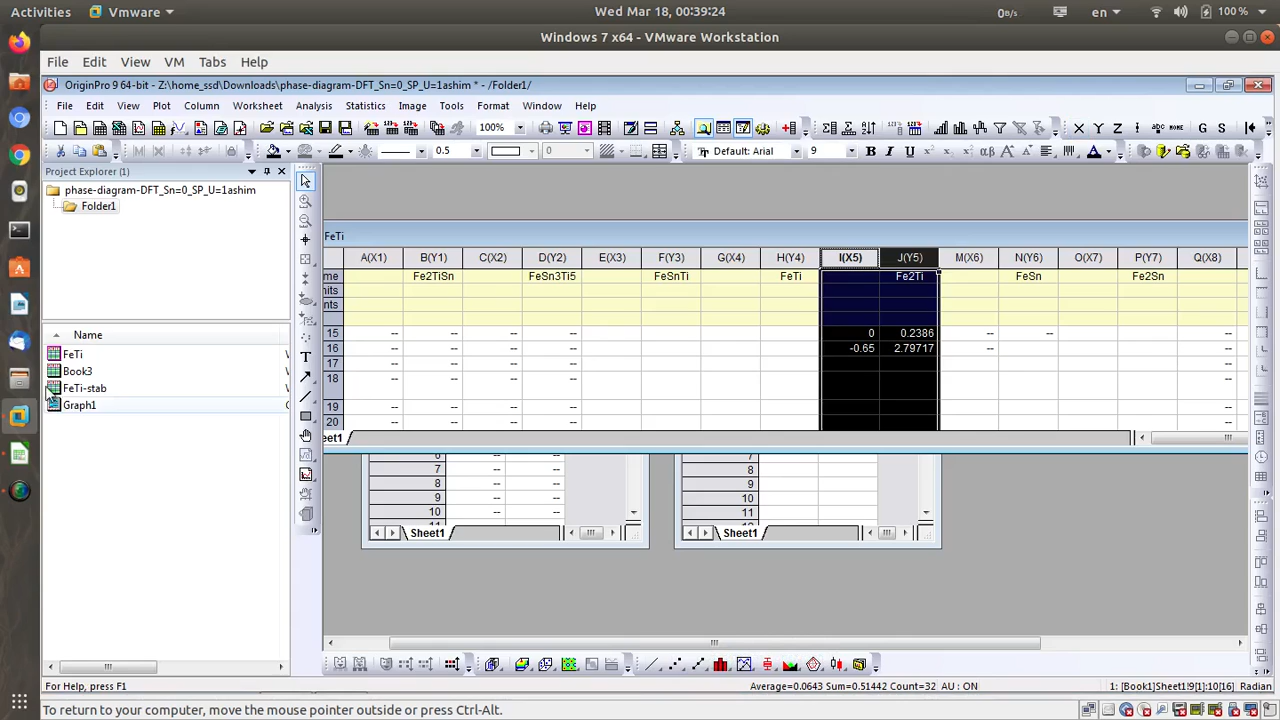 Activities Vmware Wed Mar 18, 00:39:24 0B/s en 100%
Windows 7 x64 - VMware Workstation
File Edit View VM Tabs Help
OriginPro 9 64-bit - Z:\home_ssd\Downloads\phase-diagram-DFT_Sn=0_SP_U=1ashim * - /Folder1/
File Edit View Plot Column Worksheet Analysis Statistics Image Tools Format Window Help
100%
0.5 0 Default: Arial 9 B I U
Project Explorer (1)
phase-diagram-DFT_Sn=0_SP_U=1ashim
Folder1
FeTi
A(X1) B(Y1) C(X2) D(Y2) E(X3) F(Y3) G(X4) H(Y4) I(X5) J(Y5) M(X6 N(Y6) O(X7) P(Y7) Q(X8)
me Fe2TiSn FeSn3Ti5 FeSnTi FeTi Fe2Ti FeSn Fe2Sn
nits
nts
15 -- -- -- -- 0 0.2386 -- -- --
16 -- -- -- -- -0.65 2.79717 -- --
17 -- -- -- -- --
18 -- -- -- -- --
19 -- -- -- -- --
20 -- -- -- -- --
eet1
Name
FeTi
Book3
FeTi-stab
Graph1
7 -- --
8 -- --
9 -- --
10 -- --
Sheet1
8
9
10
11
Sheet1
For Help, press F1 Average=0.0643 Sum=0.51442 Count=32 AU : ON 1: [Book1]Sheet1!9[1]:10[16] Radian
To return to your computer, move the mouse pointer outside or press Ctrl-Alt.